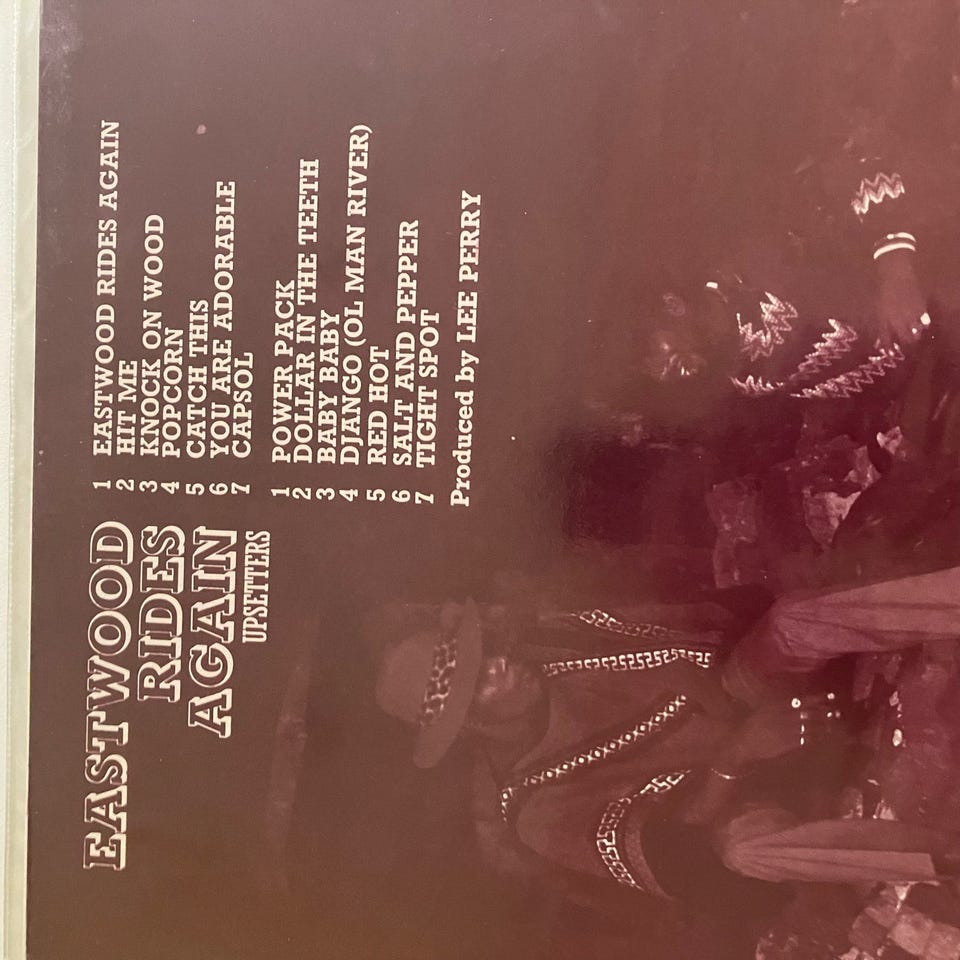 EASTWOOD
RIDES
AGAIN
UPSETTERS
1 EASTWOOD RIDES AGAIN
2 HIT ME
3 KNOCK ON WOOD
4 POPCORN
5 CATCH THIS
6 YOU ARE ADORABLE
7 CAPSOL
1 POWER PACK
2 DOLLAR IN THE TEETH
3 BABY BABY
4 DJANGO (OL MAN RIVER)
5 RED HOT
6 SALT AND PEPPER
7 TIGHT SPOT
Produced by LEE PERRY